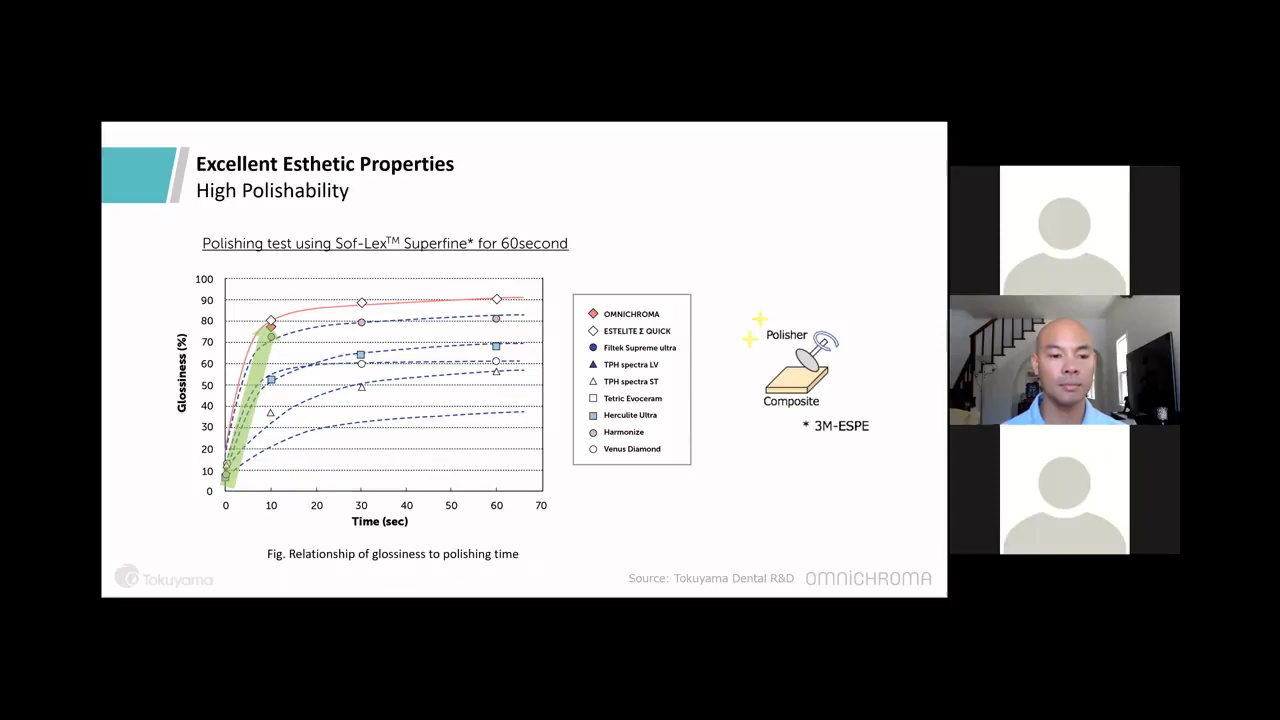 Excellent Esthetic Properties
High Polishability
Polishing test using Sof-Lex™ Superfine* for 60second
100
90
80
70
60
50
40
30
20
10
0
Glossiness (%)
0 10 20 30 40 50 60 70
Time (sec)
OMNICHROMA
ESTELITE Σ QUICK
Filtek Supreme ultra
TPH spectra LV
TPH spectra ST
Tetric Evoceram
Herculite Ultra
Harmonize
Venus Diamond
Polisher
Composite
* 3M-ESPE
Fig. Relationship of glossiness to polishing time
Tokuyama
Source: Tokuyama Dental R&D OMNICHROMA